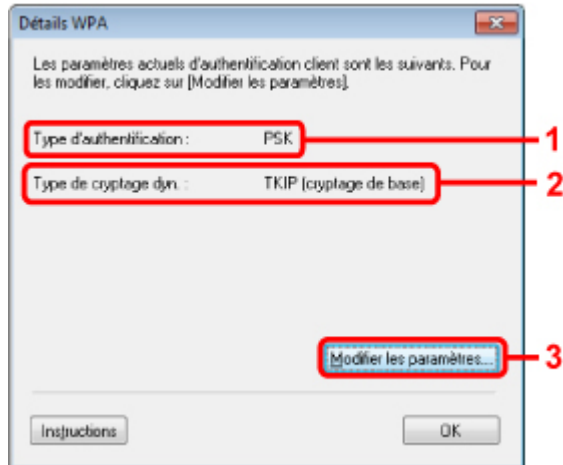 Détails WPA
Les paramètres actuels d'authentification client sont les suivants. Pour
les modifier, cliquez sur [Modifier les paramètres].
Type d'authentification : PSK 1
Type de cryptage dyn. : TKIP (cryptage de base) 2
Modifier les paramètres... 3
Instructions OK